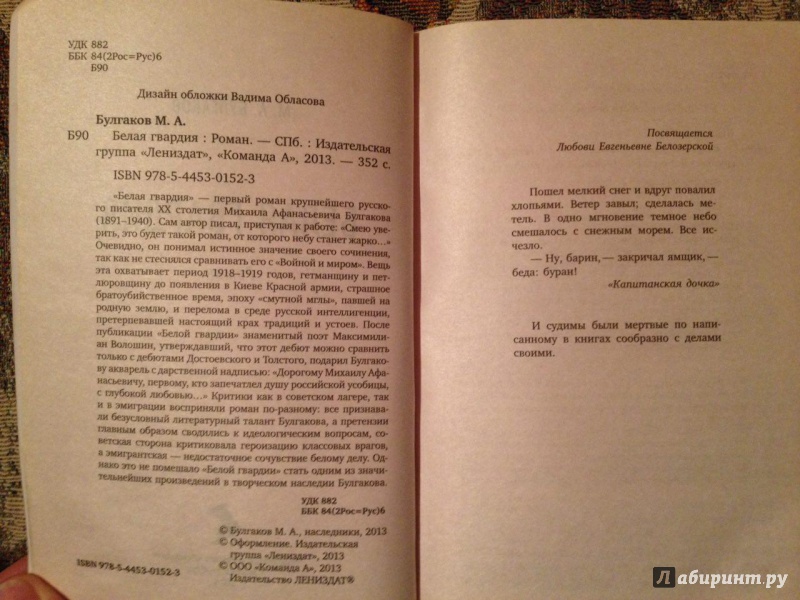 УДК 882
ББК 84(2Рос=Рус)6
Б90
Дизайн обложки Вадима Обласова
Булгаков М. А.
Б90 Белая гвардия : Роман. — СПб. : Издательская
группа «Лениздат», «Команда А», 2013. — 352 с.
ISBN 978-5-4453-0152-3
«Белая гвардия» — первый роман крупнейшего русско-
го писателя XX столетия Михаила Афанасьевича Булгакова
(1891–1940). Сам автор писал, приступая к работе: «Смею уве-
рить, это будет такой роман, от которого небу станет жарко...»
Очевидно, он понимал истинное значение своего сочинения,
так как не стеснялся сравнивать его с «Войной и миром». Вещь
эта охватывает период 1918–1919 годов, гетманщину и пет-
люровщину до появления в Киеве Красной армии, страшное
братоубийственное время, эпоху «смутной мглы», павшей на
родную землю, и перелома в среде русской интеллигенции,
претерпевавшей настоящий крах традиций и устоев. После
публикации «Белой гвардии» знаменитый поэт Максимили-
ан Волошин, утверждавший, что этот дебют можно сравнить
только с дебютами Достоевского и Толстого, подарил Булгако-
ву акварель с дарственной надписью: «Дорогому Михаилу Афа-
насьевичу, первому, кто запечатлел душу российской усобицы,
с глубокой любовью...» Критики как в советском лагере, так
и в эмиграции восприняли роман по-разному: все признава-
ли безусловный литературный талант Булгакова, а претензии
главным образом сводились к идеологическим вопросам, со-
ветская сторона критиковала героизацию классовых врагов,
а эмигрантская — недостаточное сочувствие белому делу. Од-
нако это не помешало «Белой гвардии» стать одним из значи-
тельнейших произведений в творческом наследии Булгакова.
УДК 882
ББК 84(2Рос=Рус)6
© Булгаков М. А., наследники, 2013
© Оформление. Издательская
группа «Лениздат», 2013
© ООО «Команда А», 2013
Издательство ЛЕНИЗДАТ®
ISBN 978-5-4453-0152-3
Посвящается
Любови Евгеньевне Белозерской
Пошел мелкий снег и вдруг повалил
хлопьями. Ветер завыл; сделалась ме-
тель. В одно мгновение темное небо
смешалось с снежным морем. Все ис-
чезло.
— Ну, барин, — закричал ямщик, —
беда: буран!
«Капитанская дочка»
И судимы были мертвые по напи-
санному в книгах сообразно с делами
своими.
Лабиринт.ру